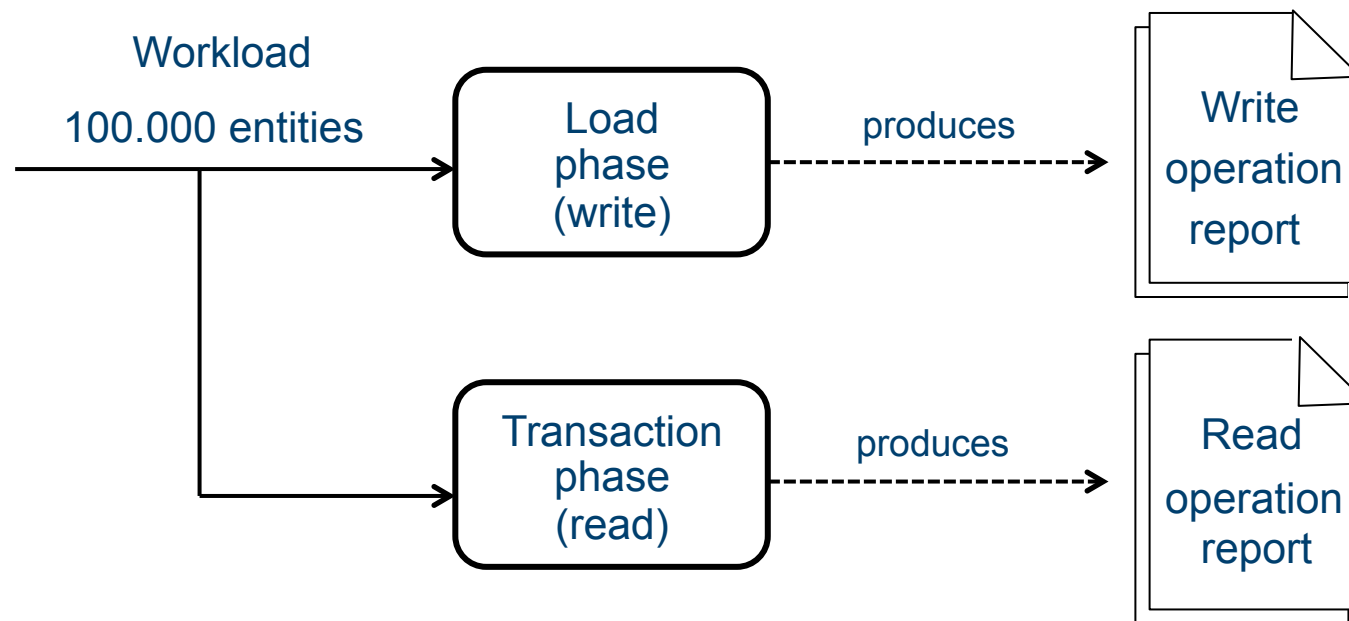 Workload
100.000 entities
Load
phase
(write)
produces
Write
operation
report
Transaction
phase
(read)
produces
Read
operation
report